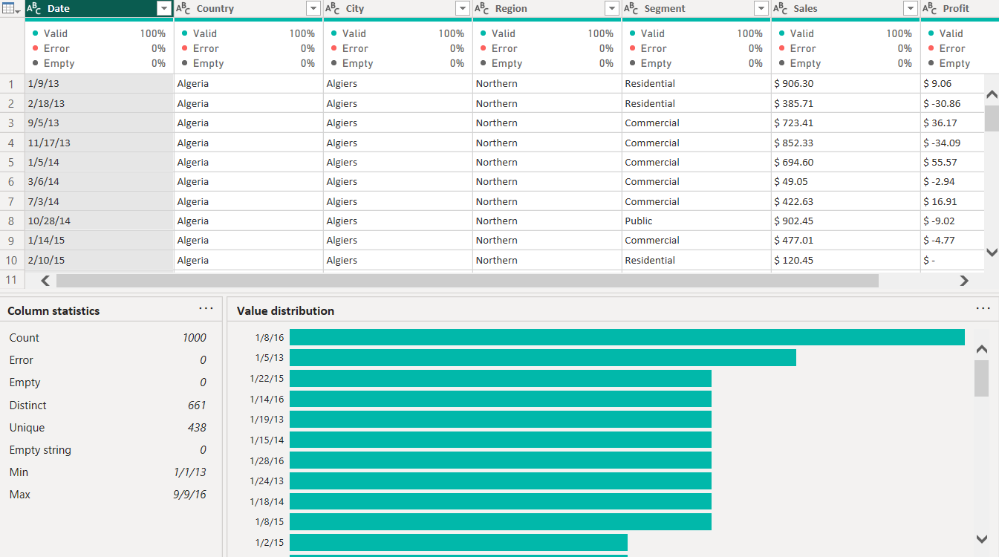 ABC Date ABC Country ABC City ABC Region ABC Segment ABC Sales ABC Profit
Valid 100% Valid 100% Valid 100% Valid 100% Valid 100% Valid 100% Valid
Error 0% Error 0% Error 0% Error 0% Error 0% Error 0% Error
Empty 0% Empty 0% Empty 0% Empty 0% Empty 0% Empty 0% Empty
1 1/9/13 Algeria Algiers Northern Residential $ 906.30 $ 9.06
2 2/18/13 Algeria Algiers Northern Residential $ 385.71 $ -30.86
3 9/5/13 Algeria Algiers Northern Commercial $ 723.41 $ 36.17
4 11/17/13 Algeria Algiers Northern Commercial $ 852.33 $ -34.09
5 1/5/14 Algeria Algiers Northern Commercial $ 694.60 $ 55.57
6 3/6/14 Algeria Algiers Northern Commercial $ 49.05 $ -2.94
7 7/3/14 Algeria Algiers Northern Commercial $ 422.63 $ 16.91
8 10/28/14 Algeria Algiers Northern Public $ 902.45 $ -9.02
9 1/14/15 Algeria Algiers Northern Commercial $ 477.01 $ -4.77
10 2/10/15 Algeria Algiers Northern Residential $ 120.45 $ -
11
Column statistics ...
Count 1000
Error 0
Empty 0
Distinct 661
Unique 438
Empty string 0
Min 1/1/13
Max 9/9/16
Value distribution ...
1/8/16
1/5/13
1/22/15
1/14/16
1/19/13
1/15/14
1/28/16
1/24/13
1/18/14
1/8/15
1/2/15